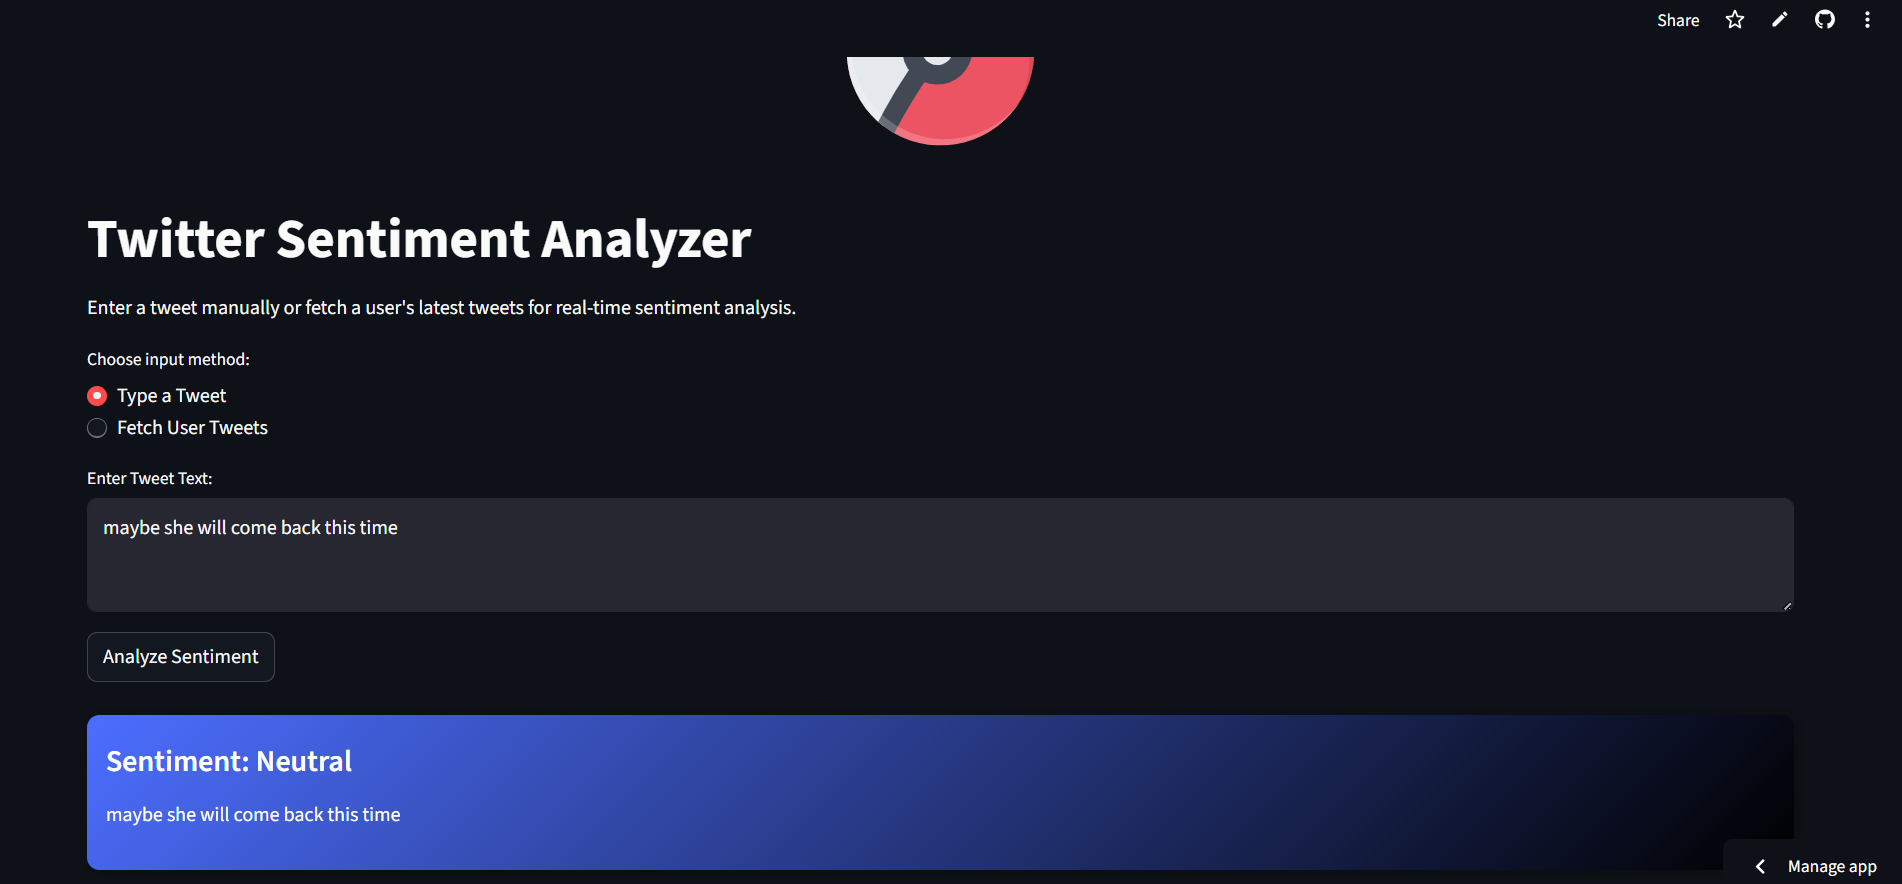 Share
Twitter Sentiment Analyzer
Enter a tweet manually or fetch a user's latest tweets for real-time sentiment analysis.
Choose input method:
Type a Tweet
Fetch User Tweets
Enter Tweet Text:
maybe she will come back this time
Analyze Sentiment
Sentiment: Neutral
maybe she will come back this time
Manage app